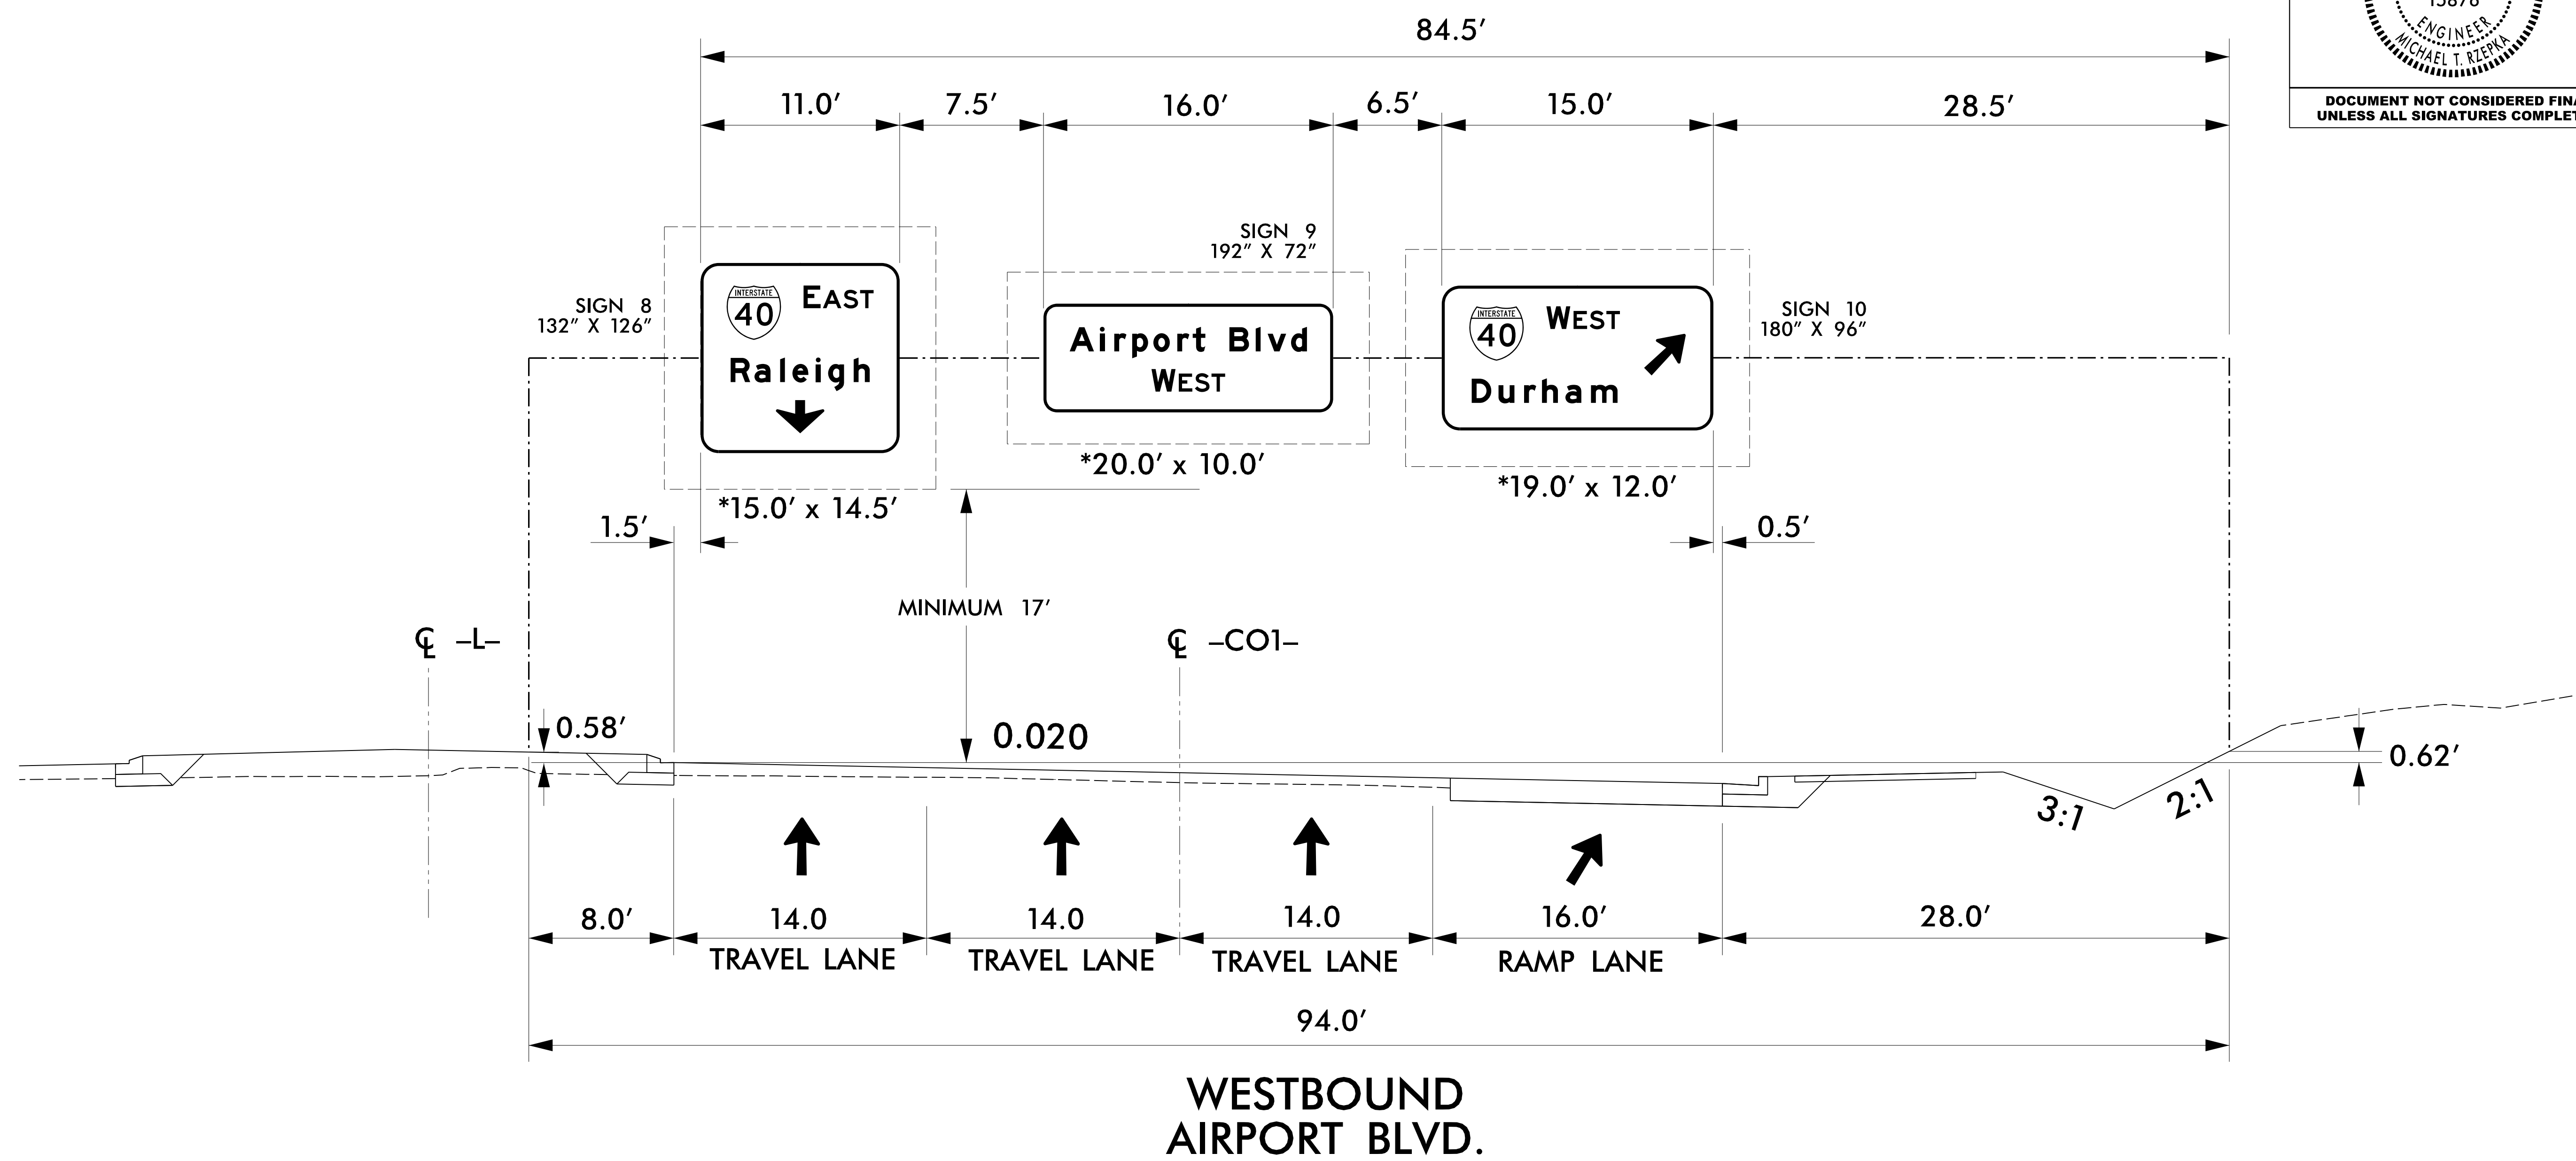 84.5′
11.0′ 7.5′ 16.0′ 6.5′ 15.0′ 28.5′
ENGINEER
MICHAEL T. RZEPKA
DOCUMENT NOT CONSIDERED
UNLESS ALL SIGNATURES
SIGN 8
132″ X 126″
INTERSTATE
40 EAST
Raleigh
*15.0′ x 14.5′
SIGN 9
192″ X 72″
Airport Blvd
WEST
*20.0′ x 10.0′
INTERSTATE
40 WEST
Durham
SIGN 10
180″ X 96″
*19.0′ x 12.0′
1.5′
0.5′
MINIMUM 17′
℄ –L–
℄ –CO1–
0.58′
0.020
0.62′
3:1
2:1
8.0′ 14.0 14.0 14.0 16.0′ 28.0′
TRAVEL LANE TRAVEL LANE TRAVEL LANE RAMP LANE
94.0′
WESTBOUND
AIRPORT BLVD.